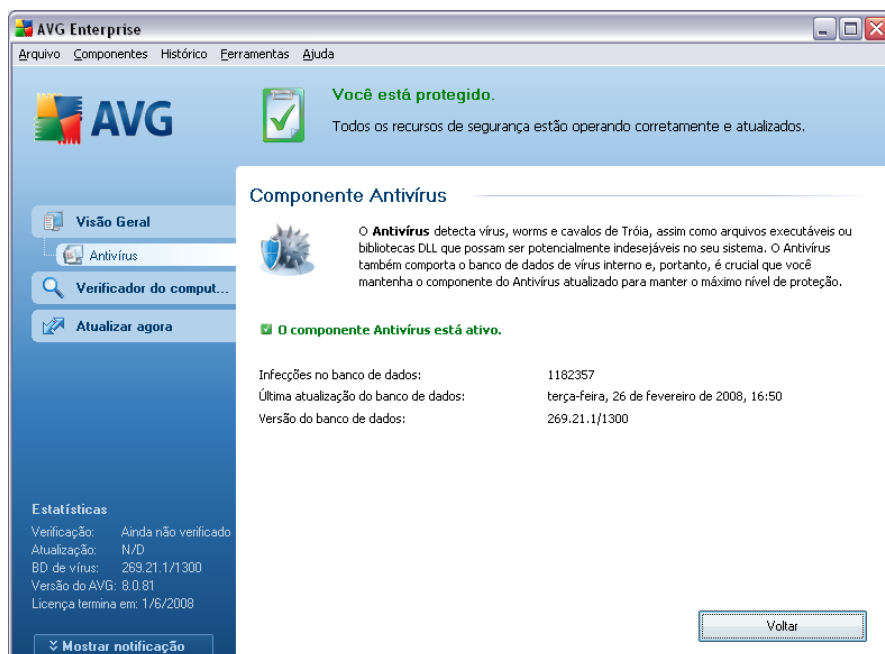 AVG Enterprise
Arquivo Componentes Histórico Ferramentas Ajuda
AVG
Você está protegido.
Todos os recursos de segurança estão operando corretamente e atualizados.
Visão Geral
Antivírus
Verificador do comput...
Atualizar agora
Componente Antivírus
O Antivírus detecta vírus, worms e cavalos de Tróia, assim como arquivos executáveis ou
bibliotecas DLL que possam ser potencialmente indesejáveis no seu sistema. O Antivírus
também comporta o banco de dados de vírus interno e, portanto, é crucial que você
mantenha o componente do Antivírus atualizado para manter o máximo nível de proteção.
O componente Antivírus está ativo.
Infecções no banco de dados: 1182357
Última atualização do banco de dados: terça-feira, 26 de fevereiro de 2008, 16:50
Versão do banco de dados: 269.21.1/1300
Estatísticas
Verificação: Ainda não verificado
Atualização: N/D
BD de vírus: 269.21.1/1300
Versão do AVG: 8.0.81
Licença termina em: 1/6/2008
Mostrar notificação
Voltar